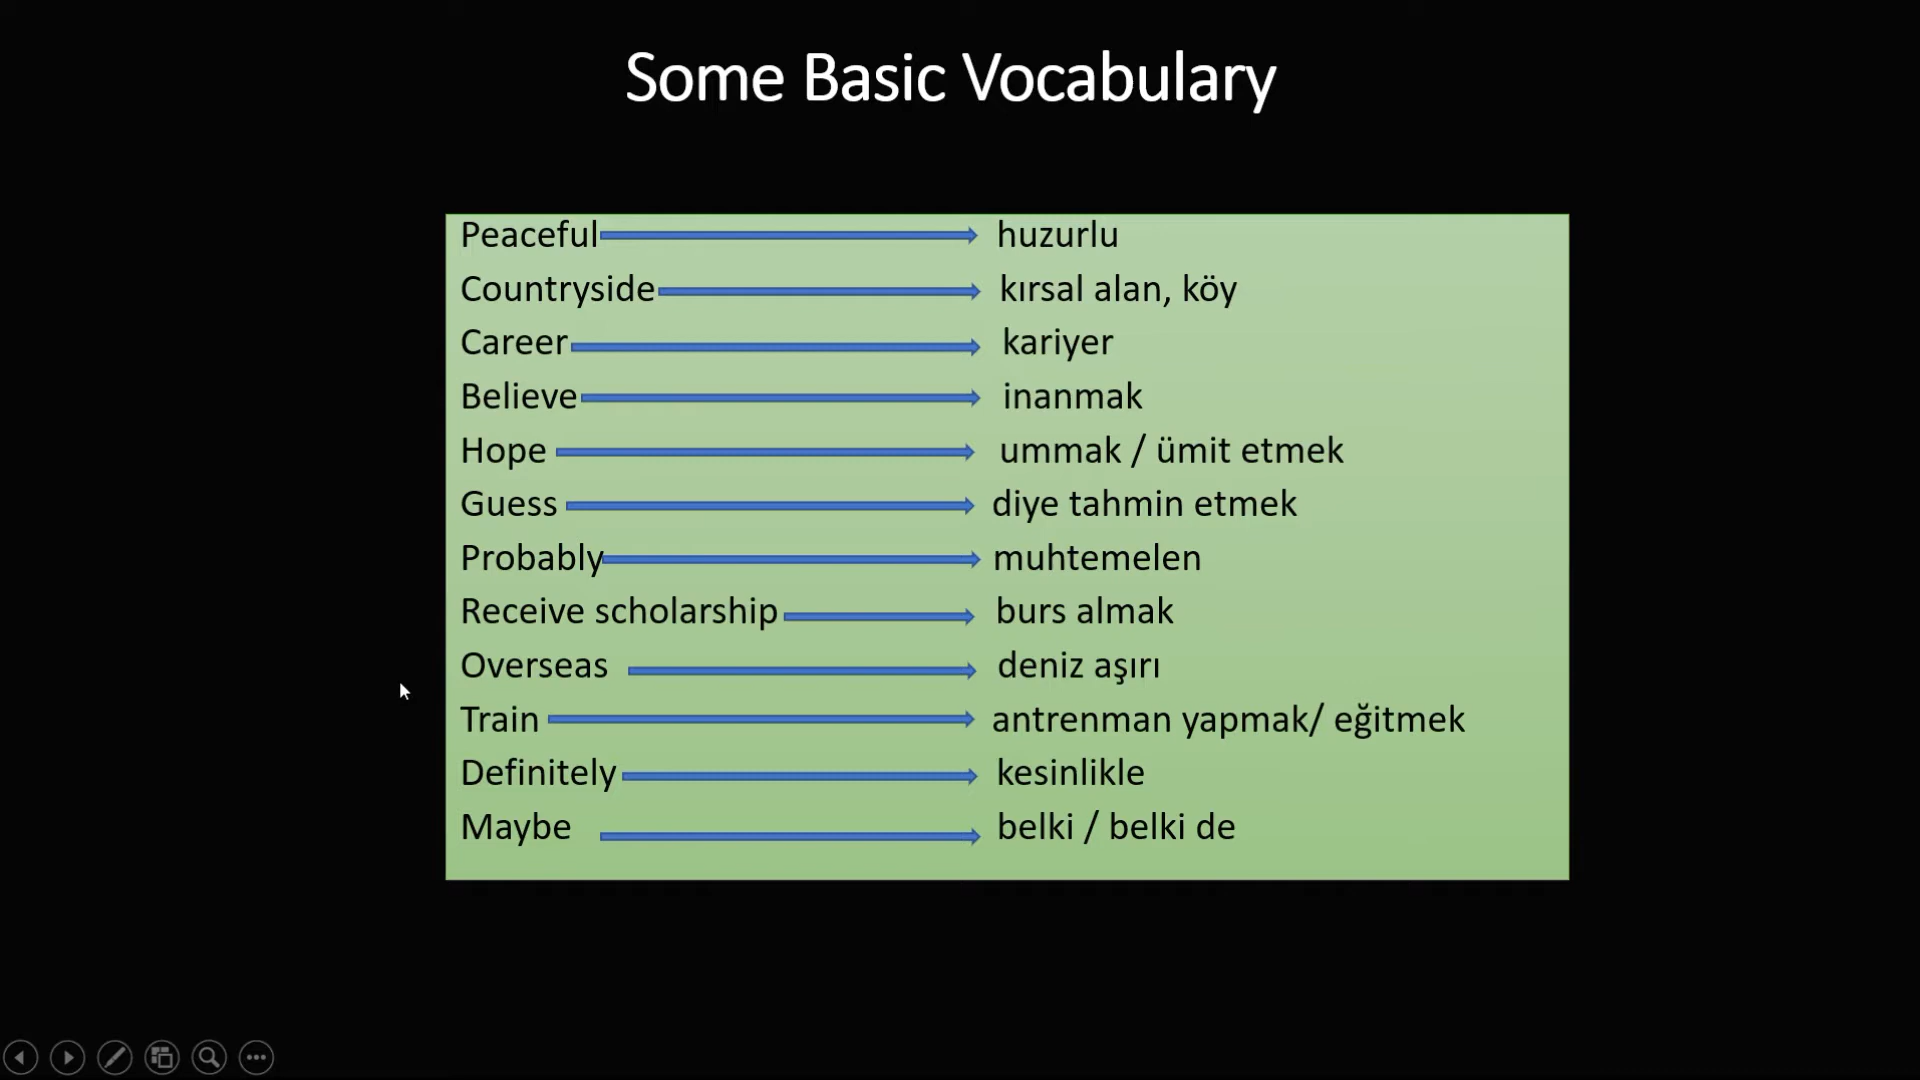 Some Basic Vocabulary
Peaceful huzurlu
Countryside kırsal alan, köy
Career kariyer
Believe inanmak
Hope ummak / ümit etmek
Guess diye tahmin etmek
Probably muhtemelen
Receive scholarship burs almak
Overseas deniz aşırı
Train antrenman yapmak/ eğitmek
Definitely kesinlikle
Maybe belki / belki de